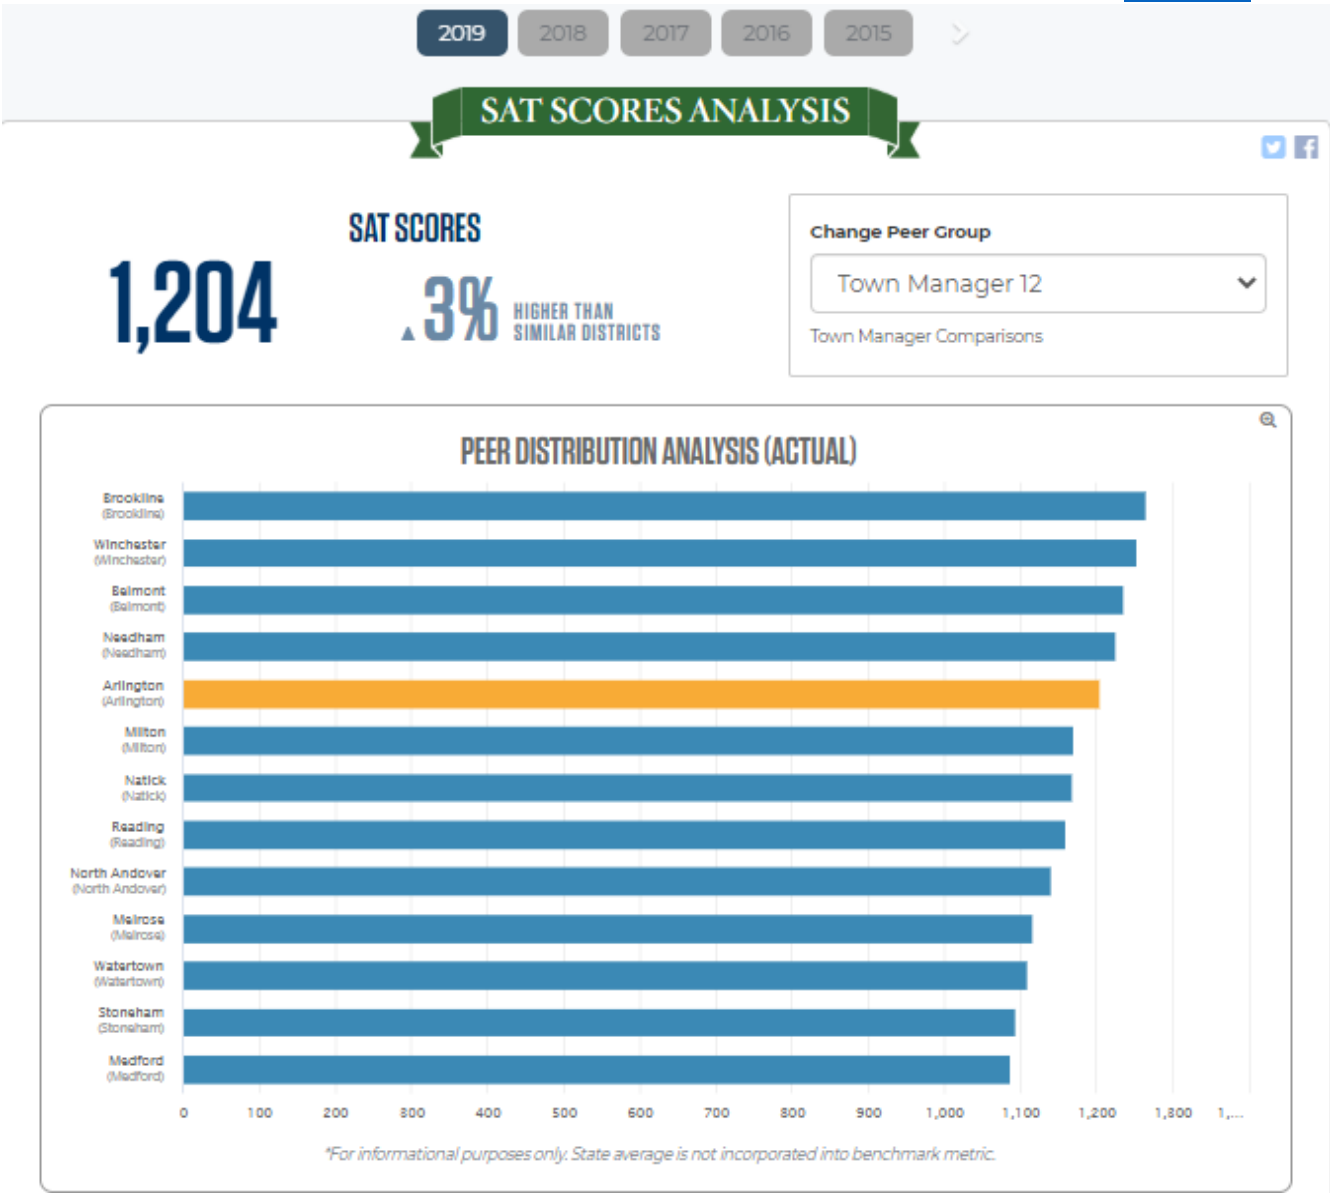 2019 2018 2017 2016 2015
SAT SCORES ANALYSIS
SAT SCORES
1,204
3% HIGHER THAN
SIMILAR DISTRICTS
Change Peer Group
Town Manager 12
Town Manager Comparisons
PEER DISTRIBUTION ANALYSIS (ACTUAL)
Brookline
(Brookline)
Winchester
(Winchester)
Belmont
(Belmont)
Needham
(Needham)
Arlington
(Arlington)
Milton
(Milton)
Natick
(Natick)
Reading
(Reading)
North Andover
(North Andover)
Melrose
(Melrose)
Watertown
(Watertown)
Stoneham
(Stoneham)
Medford
(Medford)
0 100 200 300 400 500 600 700 800 900 1,000 1,100 1,200 1,300 1,...
*For informational purposes only. State average is not incorporated into benchmark metric.